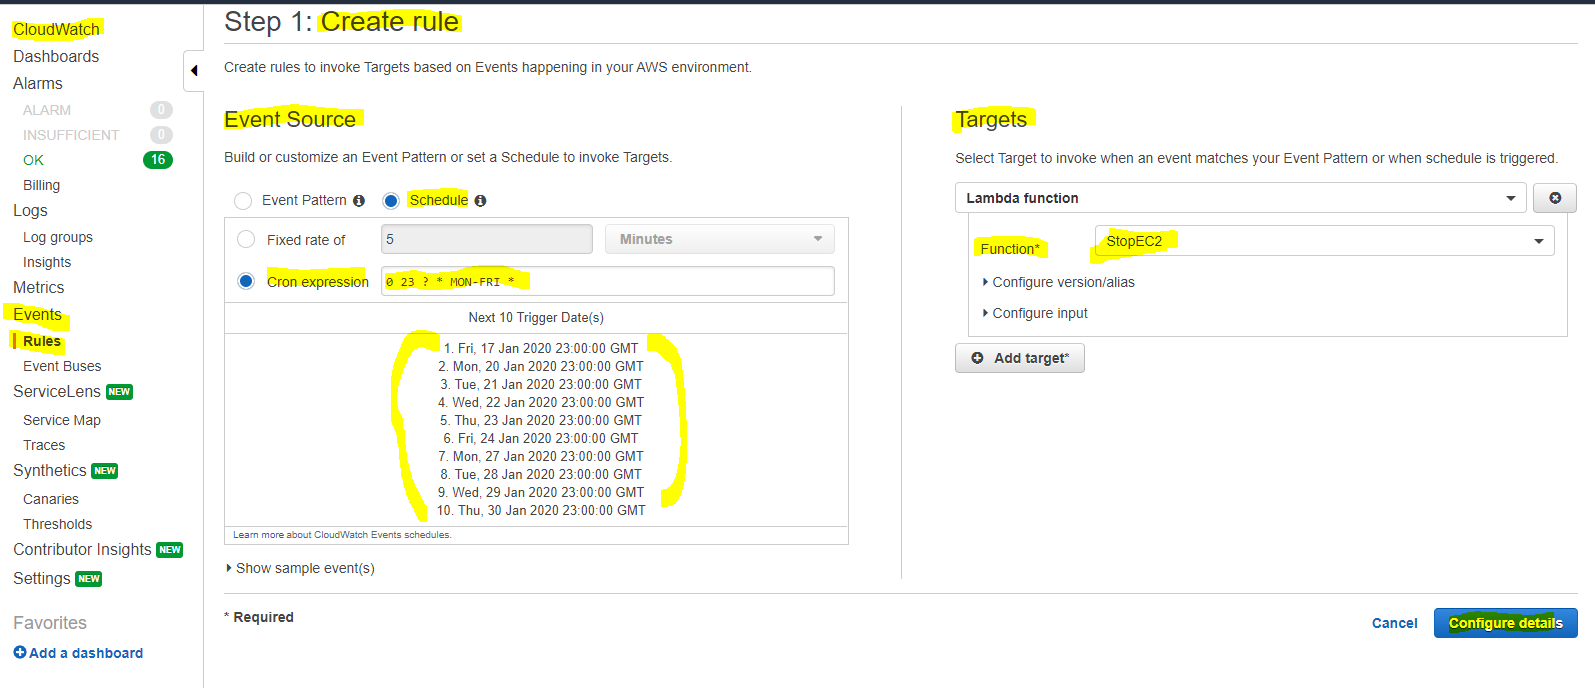 CloudWatch
Dashboards
Alarms
ALARM 0
INSUFFICIENT 0
OK 16
Billing
Logs
Log groups
Insights
Metrics
Events
Rules
Event Buses
ServiceLens NEW
Service Map
Traces
Synthetics NEW
Canaries
Thresholds
Contributor Insights NEW
Settings NEW
Favorites
Add a dashboard
Step 1: Create rule
Create rules to invoke Targets based on Events happening in your AWS environment.
Event Source
Build or customize an Event Pattern or set a Schedule to invoke Targets.
Event Pattern Schedule
Fixed rate of 5 Minutes
Cron expression 0 23 ? * MON-FRI *
Next 10 Trigger Date(s)
1. Fri, 17 Jan 2020 23:00:00 GMT
2. Mon, 20 Jan 2020 23:00:00 GMT
3. Tue, 21 Jan 2020 23:00:00 GMT
4. Wed, 22 Jan 2020 23:00:00 GMT
5. Thu, 23 Jan 2020 23:00:00 GMT
6. Fri, 24 Jan 2020 23:00:00 GMT
7. Mon, 27 Jan 2020 23:00:00 GMT
8. Tue, 28 Jan 2020 23:00:00 GMT
9. Wed, 29 Jan 2020 23:00:00 GMT
10. Thu, 30 Jan 2020 23:00:00 GMT
Learn more about CloudWatch Events schedules.
Show sample event(s)
Targets
Select Target to invoke when an event matches your Event Pattern or when schedule is triggered.
Lambda function
Function* StopEC2
Configure version/alias
Configure input
Add target*
* Required
Cancel Configure details